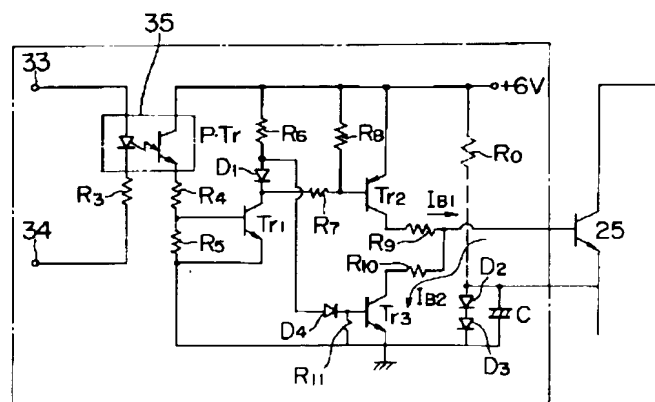 35
33
+6V
P·Tr
R6
R8
R0
D1
R3
R4
Tr2
IB1
R7
Tr1
34
R5
R9
25
R10
D2
IB2
D4
Tr3
C
R11
D3